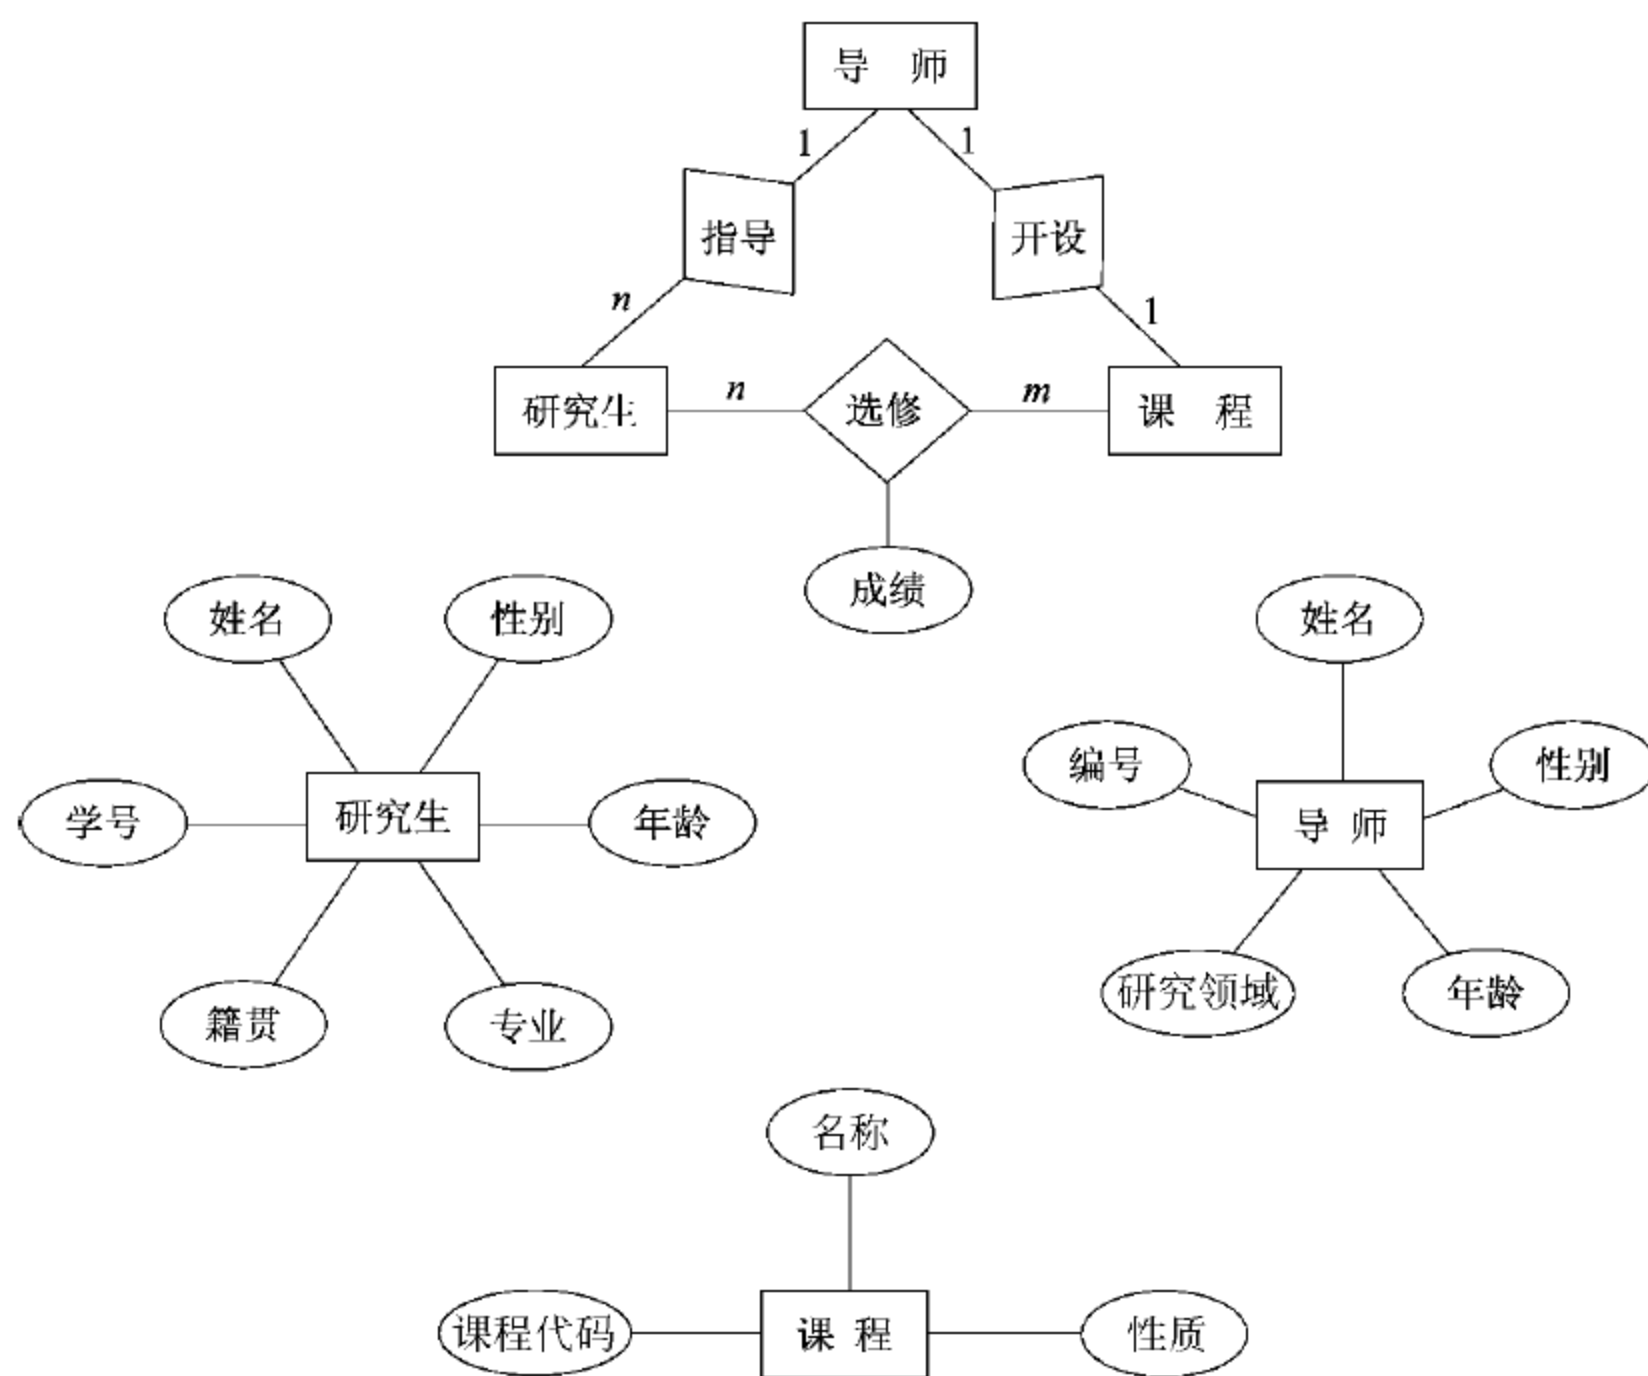 导 师
1 1
指导 开设
n 1
研究生 n 选修 m 课 程
成绩
姓名 性别
学号 研究生 年龄
籍贯 专业
姓名
编号 性别
导 师
研究领域 年龄
名称
课程代码 课 程 性质